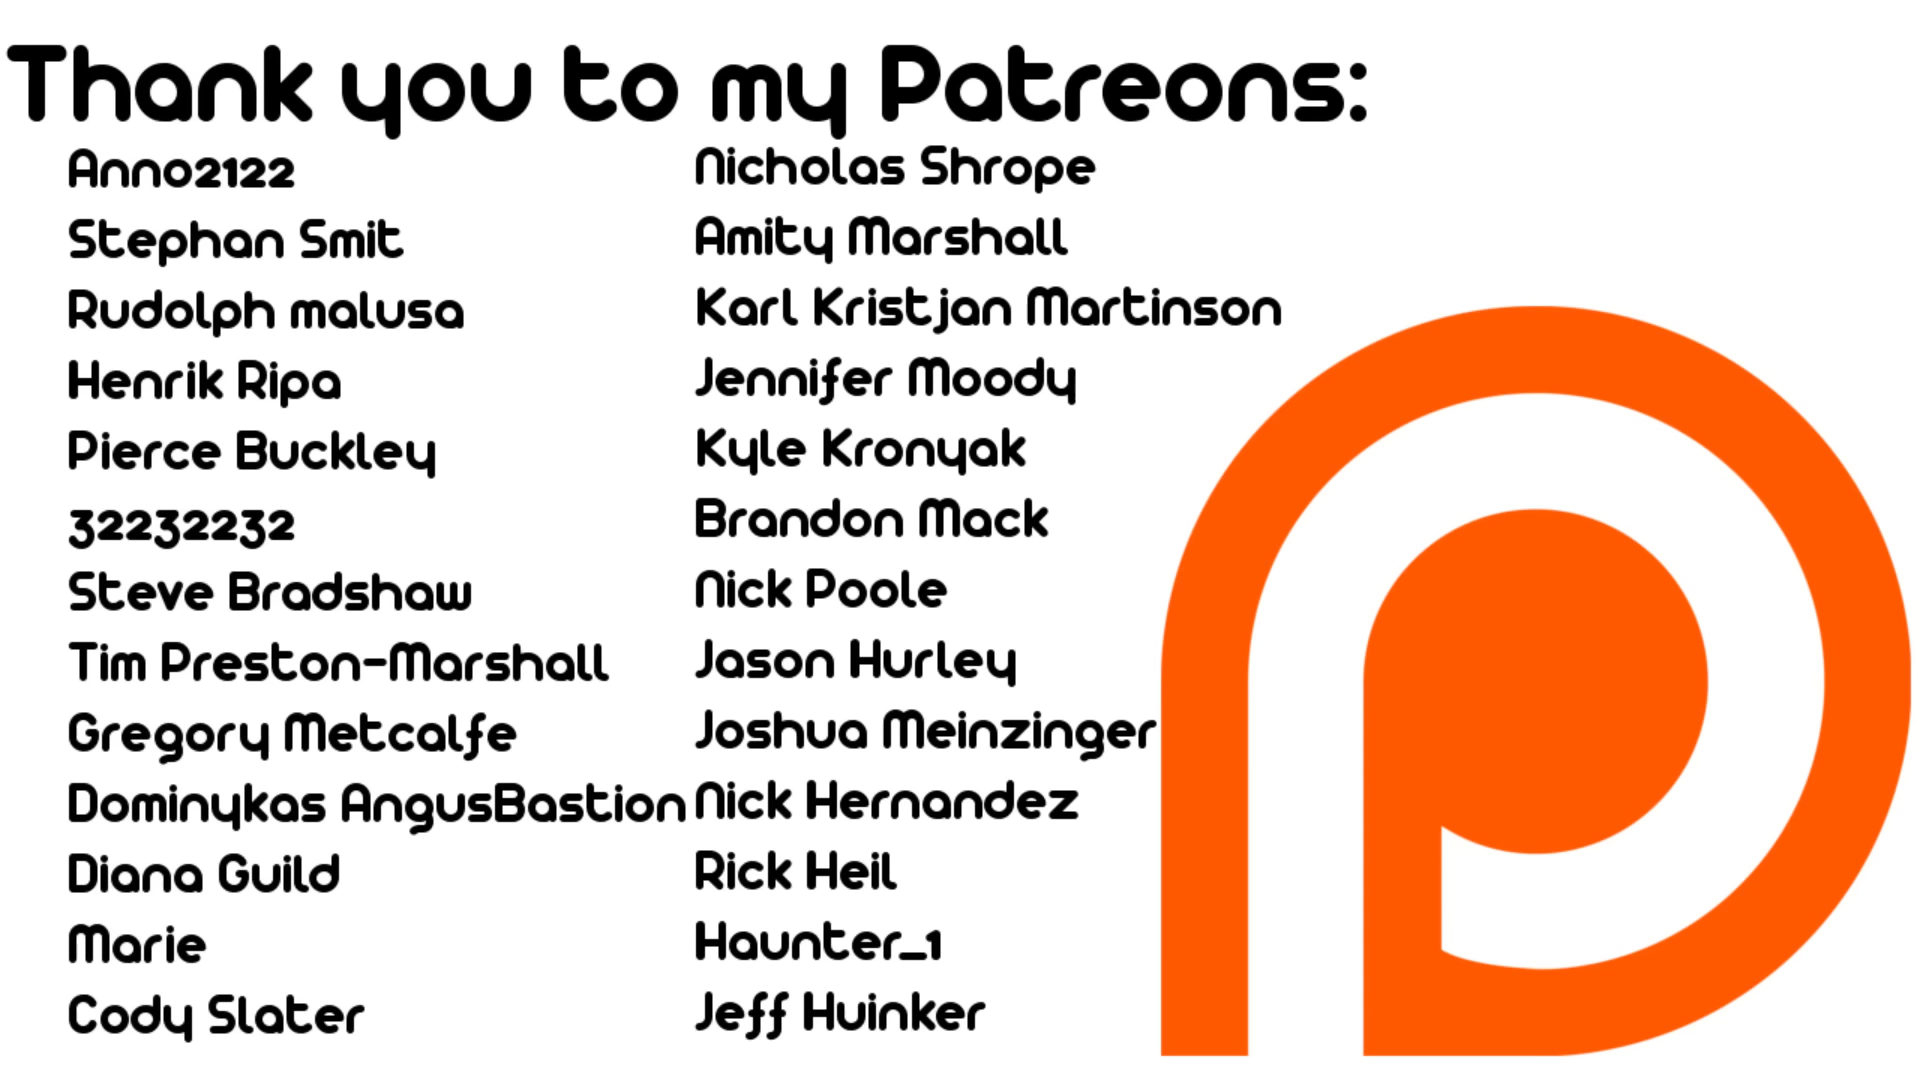 Thank you to my Patreons:
Anno2122
Stephan Smit
Rudolph malusa
Henrik Ripa
Pierce Buckley
32232232
Steve Bradshaw
Tim Preston-Marshall
Gregory Metcalfe
Dominykas AngusBastion
Diana Guild
Marie
Cody Slater
Nicholas Shrope
Amity Marshall
Karl Kristjan Martinson
Jennifer Moody
Kyle Kronyak
Brandon Mack
Nick Poole
Jason Hurley
Joshua Meinzinger
Nick Hernandez
Rick Heil
Haunter_1
Jeff Huinker